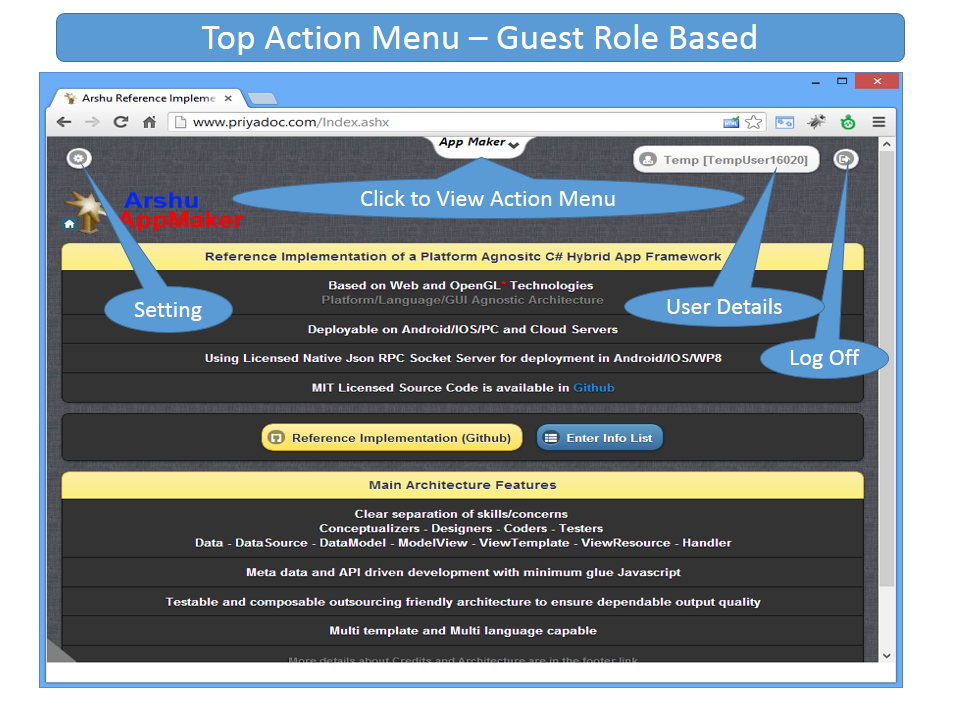 Top Action Menu – Guest Role Based
Arshu Reference Impleme
www.priyadoc.com/Index.ashx
App Maker
Temp [TempUser16020]
Click to View Action Menu
Arshu
AppMaker
Reference Implementation of a Platform Agnositc C# Hybrid App Framework
Based on Web and OpenGL* Technologies
Platform/Language/GUI Agnostic Architecture
Setting
User Details
Deployable on Android/IOS/PC and Cloud Servers
Using Licensed Native Json RPC Socket Server for deployment in Android/IOS/WP8
Log Off
MIT Licensed Source Code is available in Github
Reference Implementation (Github)
Enter Info List
Main Architecture Features
Clear separation of skills/concerns
Conceptualizers - Designers - Coders - Testers
Data - DataSource - DataModel - ModelView - ViewTemplate - ViewResource - Handler
Meta data and API driven development with minimum glue Javascript
Testable and composable outsourcing friendly architecture to ensure dependable output quality
Multi template and Multi language capable
More details about Credits and Architecture are in the footer link